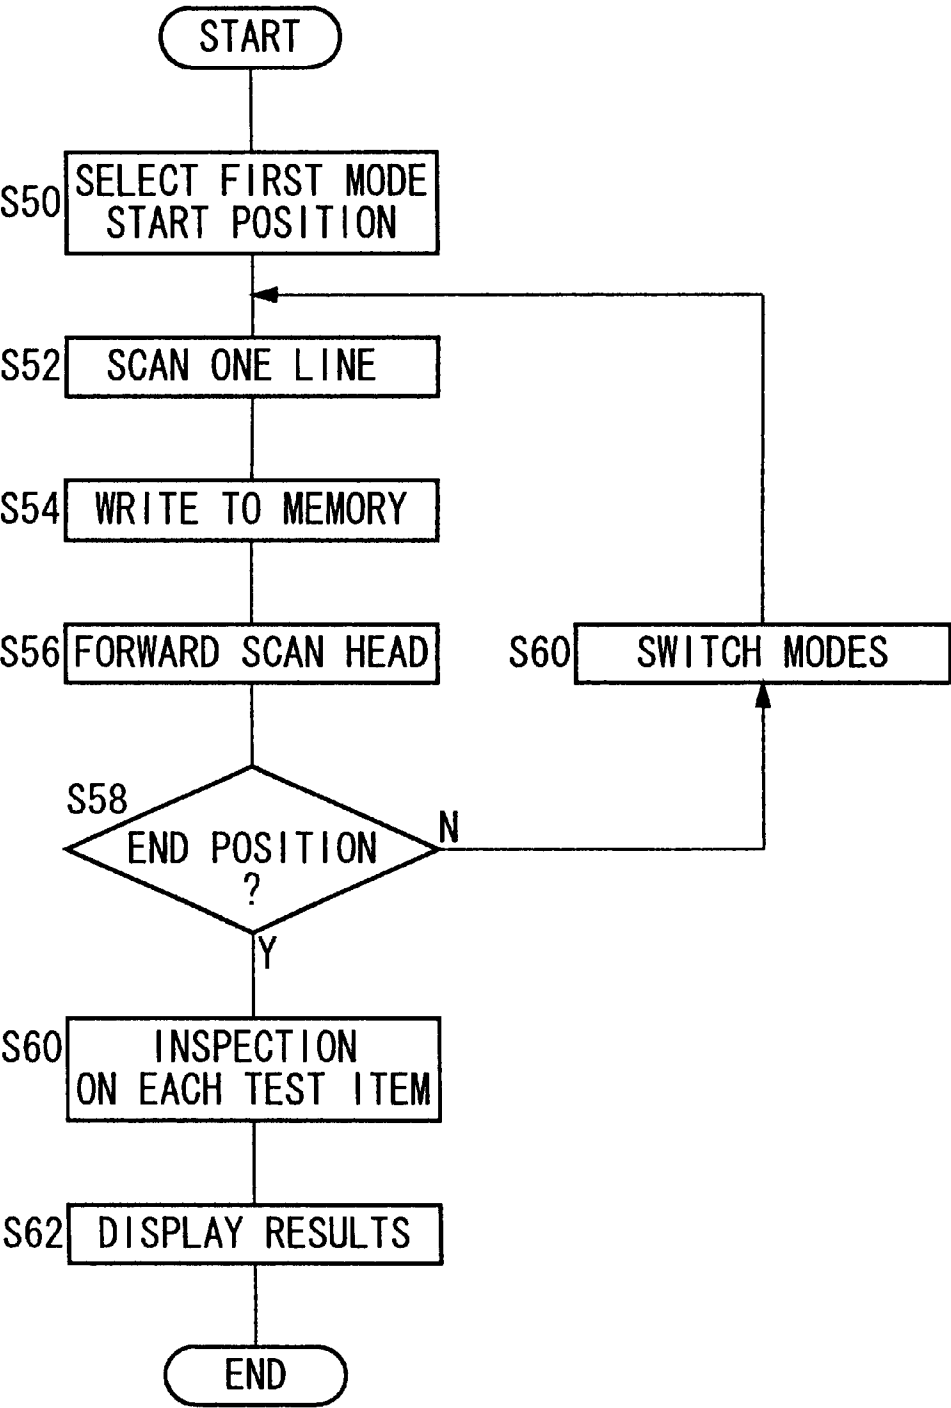 START
S50
SELECT FIRST MODE
START POSITION
S52
SCAN ONE LINE
S54
WRITE TO MEMORY
S56
FORWARD SCAN HEAD
S60
SWITCH MODES
S58
END POSITION
?
N
Y
S60
INSPECTION
ON EACH TEST ITEM
S62
DISPLAY RESULTS
END